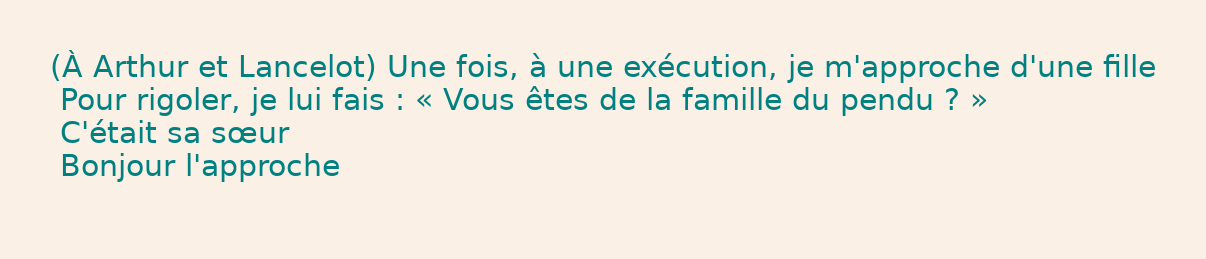 (À Arthur et Lancelot) Une fois, à une exécution, je m'approche d'une fille
Pour rigoler, je lui fais : « Vous êtes de la famille du pendu ? »
C'était sa sœur
Bonjour l'approche